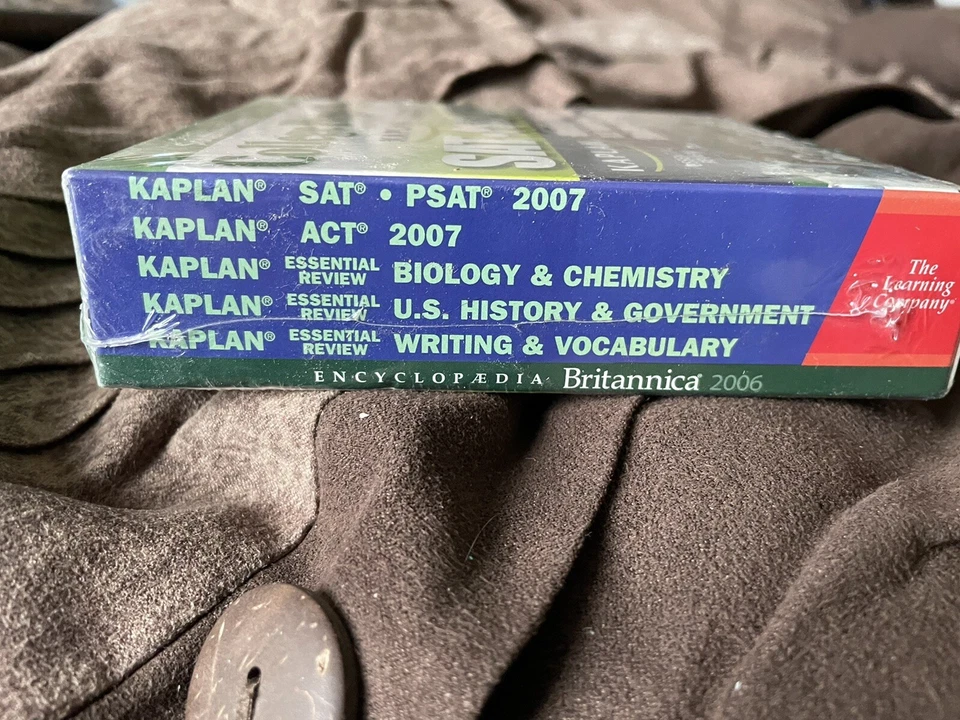 KAPLAN® SAT® • PSAT® 2007
KAPLAN® ACT® 2007
KAPLAN® ESSENTIAL REVIEW BIOLOGY & CHEMISTRY
KAPLAN® ESSENTIAL REVIEW U.S. HISTORY & GOVERNMENT
KAPLAN® ESSENTIAL REVIEW WRITING & VOCABULARY
ENCYCLOPÆDIA Britannica® 2006
The
Learning
Company®